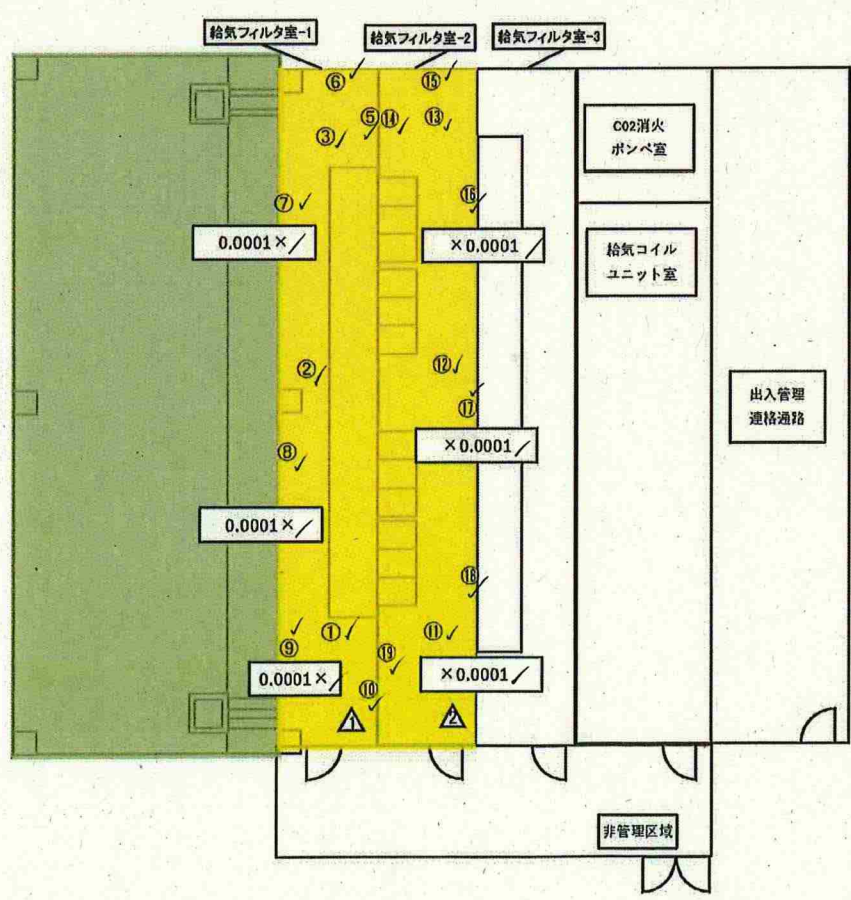 給気フィルタ室-1
給気フィルタ室-2
給気フィルタ室-3
⑥✓
⑮✓
③✓
⑤✓
⑭✓
⑬✓
CO2消火
ボンベ室
⑦✓
⑯✓
0.0001×/
×0.0001/
給気コイル
ユニット室
②✓
⑫✓
⑰✓
出入管理
連格通路
⑧✓
×0.0001/
0.0001×/
⑱✓
⑨✓
①✓
⑪✓
⑲✓
0.0001×/
×0.0001/
⑩✓
1
2
非管理区域